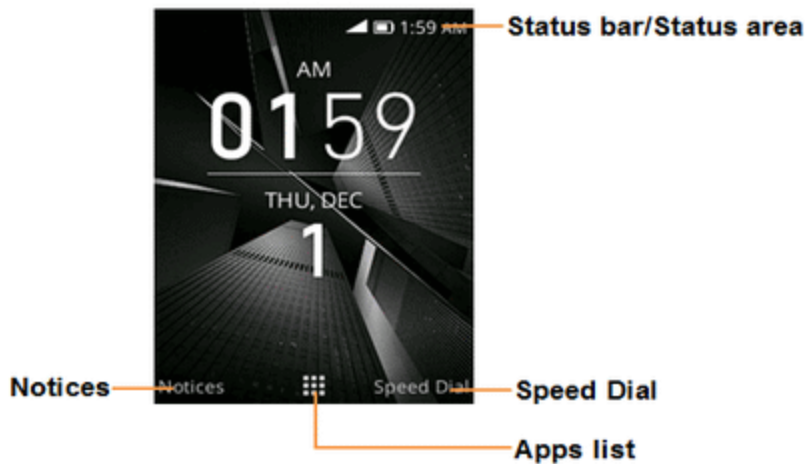 1:59 AM
Status bar/Status area
AM
01 59
THU, DEC
1
Notices
Notices
Speed Dial
Speed Dial
Apps list